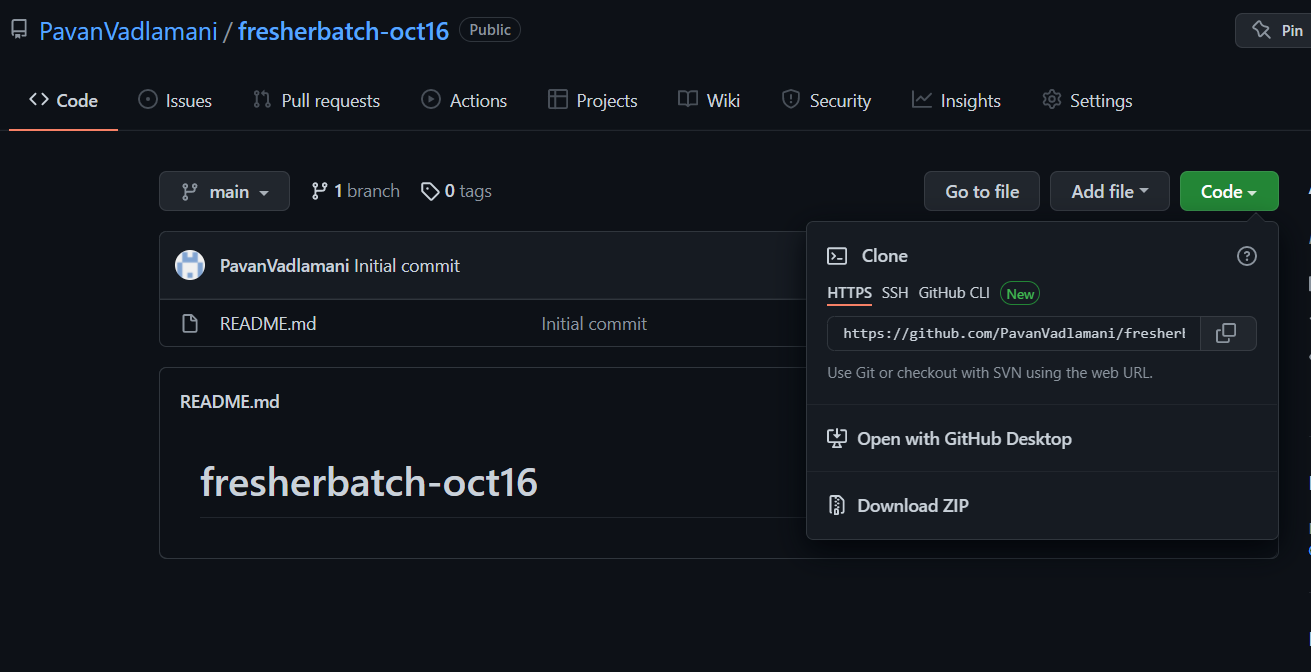 PavanVadlamani / fresherbatch-oct16 Public
Pin
Code Issues Pull requests Actions Projects Wiki Security Insights Settings
main 1 branch 0 tags
Go to file Add file Code
PavanVadlamani Initial commit
README.md Initial commit
README.md
fresherbatch-oct16
Clone
HTTPS SSH GitHub CLI New
https://github.com/PavanVadlamani/fresher
Use Git or checkout with SVN using the web URL.
Open with GitHub Desktop
Download ZIP